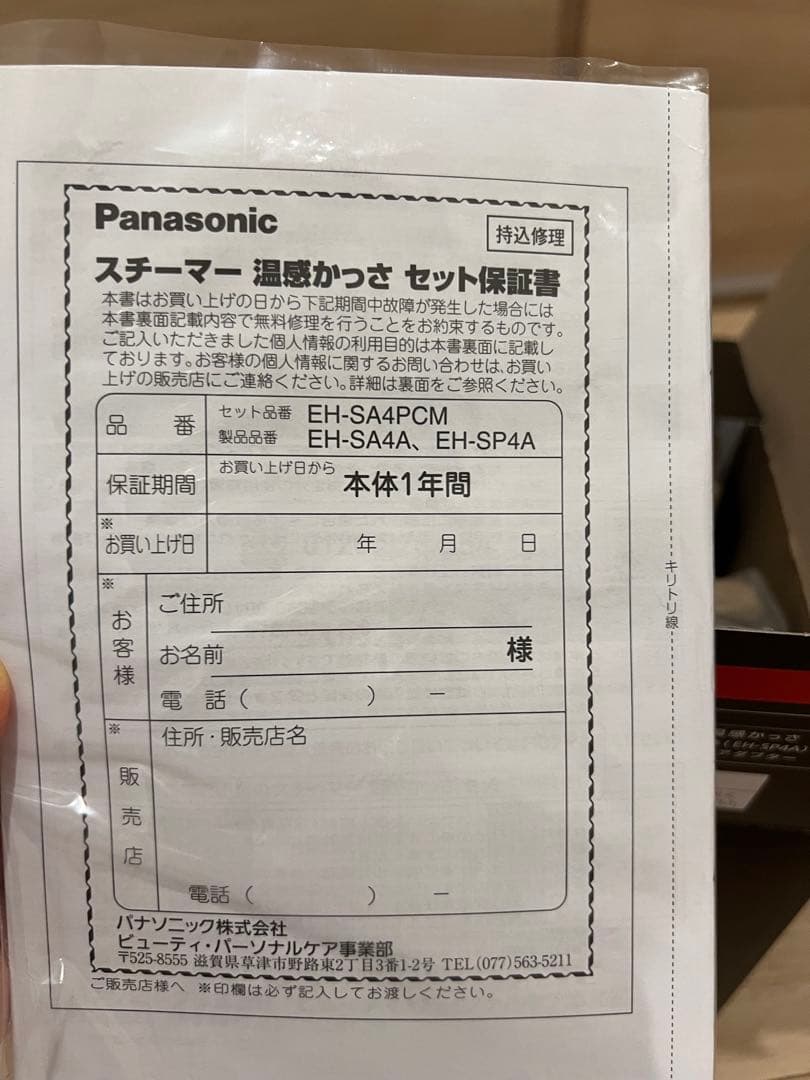 Panasonic
持込修理
スチーマー 温感かっさ セット保証書
本書はお買い上げの日から下記期間中故障が発生した場合には
本書裏面記載内容で無料修理を行うことをお約束するものです。
ご記入いただきました個人情報の利用目的は本書裏面に記載し
ております。お客様の個人情報に関するお問い合わせは、お買い
上げの販売店にご連絡ください。詳細は裏面をご参照ください。
品番 セット品番 EH-SA4PCM
製品品番 EH-SA4A、EH-SP4A
保証期間 お買い上げ日から 本体1年間
※お買い上げ日 年 月 日
※お客様
ご住所
お名前 様
電話( ) ー
※販売店
住所・販売店名
電話( ) ー
パナソニック株式会社
ビューティ・パーソナルケア事業部
〒525-8555 滋賀県草津市野路東2丁目3番1-2号 TEL(077)563-5211
ご販売店様へ ※印欄は必ず記入してお渡しください。
キリトリ線
温感かっさ
(EH-SP4A)
アダプター